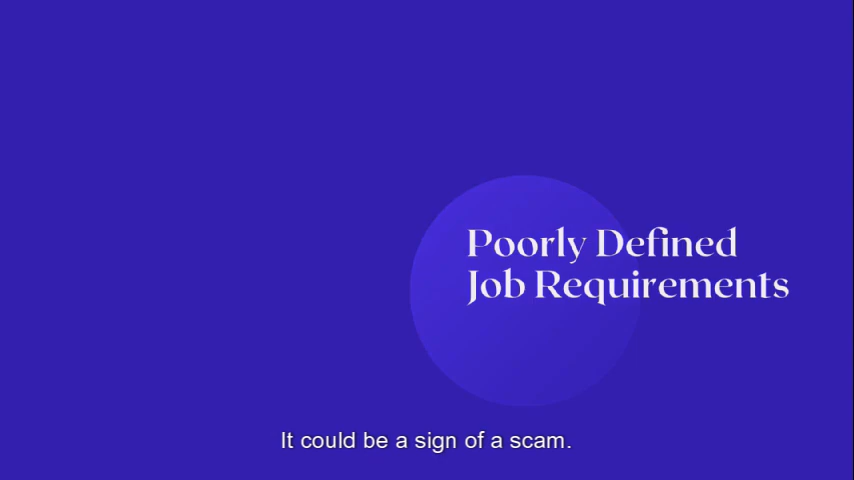 Poorly Defined
Job Requirements
It could be a sign of a scam.